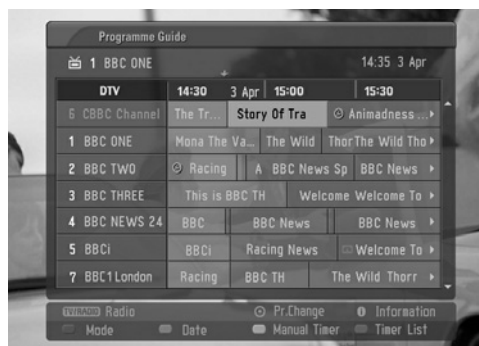 Programme Guide
1 BBC ONE 14:35 3 Apr
DTV 14:30 3 Apr 15:00 15:30
6 CBBC Channel The Tr... Story Of Tra Animadness ...
1 BBC ONE Mona The Va... The Wild ThorThe Wild Tho
2 BBC TWO Racing A BBC News Sp BBC News
3 BBC THREE This is BBC TH Welcome Welcome To
4 BBC NEWS 24 BBC BBC News BBC News
5 BBCi BBCi Racing News Welcome To
7 BBC1London Racing BBC TH The Wild Thorr
TV/RADIO Radio Pr.Change i Information
Mode Date Manual Timer Timer List